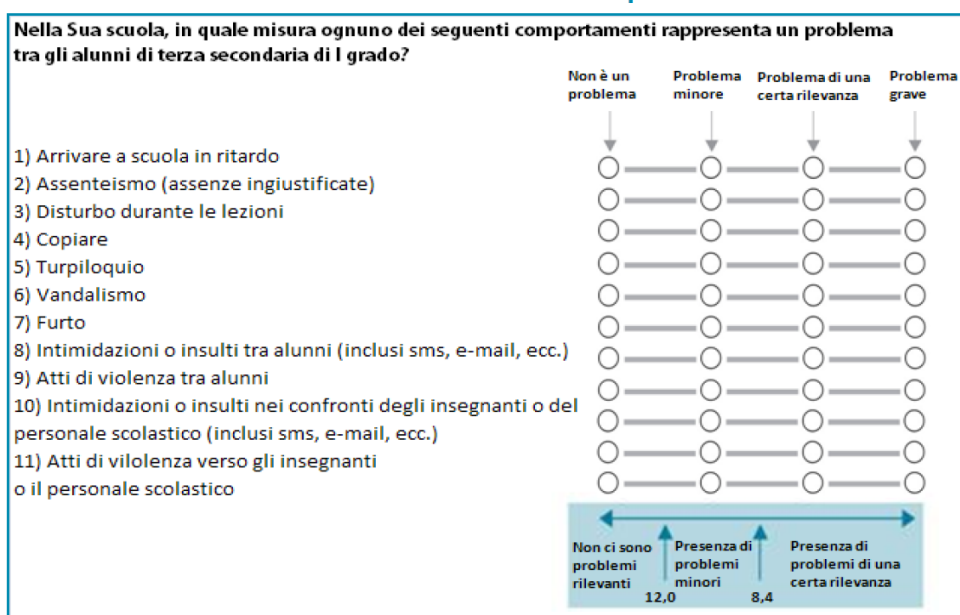 Nella Sua scuola, in quale misura ognuno dei seguenti comportamenti rappresenta un problema
tra gli alunni di terza secondaria di I grado?
Non è un problema
Problema minore
Problema di una certa rilevanza
Problema grave
1) Arrivare a scuola in ritardo
2) Assenteismo (assenze ingiustificate)
3) Disturbo durante le lezioni
4) Copiare
5) Turpiloquio
6) Vandalismo
7) Furto
8) Intimidazioni o insulti tra alunni (inclusi sms, e-mail, ecc.)
9) Atti di violenza tra alunni
10) Intimidazioni o insulti nei confronti degli insegnanti o del
personale scolastico (inclusi sms, e-mail, ecc.)
11) Atti di vilolenza verso gli insegnanti
o il personale scolastico
Non ci sono
problemi
rilevanti
12,0
Presenza di
problemi
minori
8,4
Presenza di
problemi di una
certa rilevanza